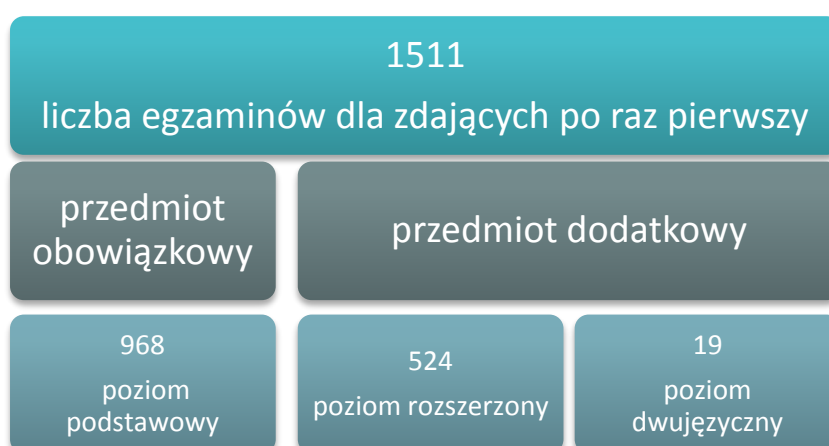 1511
liczba egzaminów dla zdających po raz pierwszy
przedmiot
obowiązkowy
przedmiot dodatkowy
968
poziom
podstawowy
524
poziom rozszerzony
19
poziom
dwujęzyczny